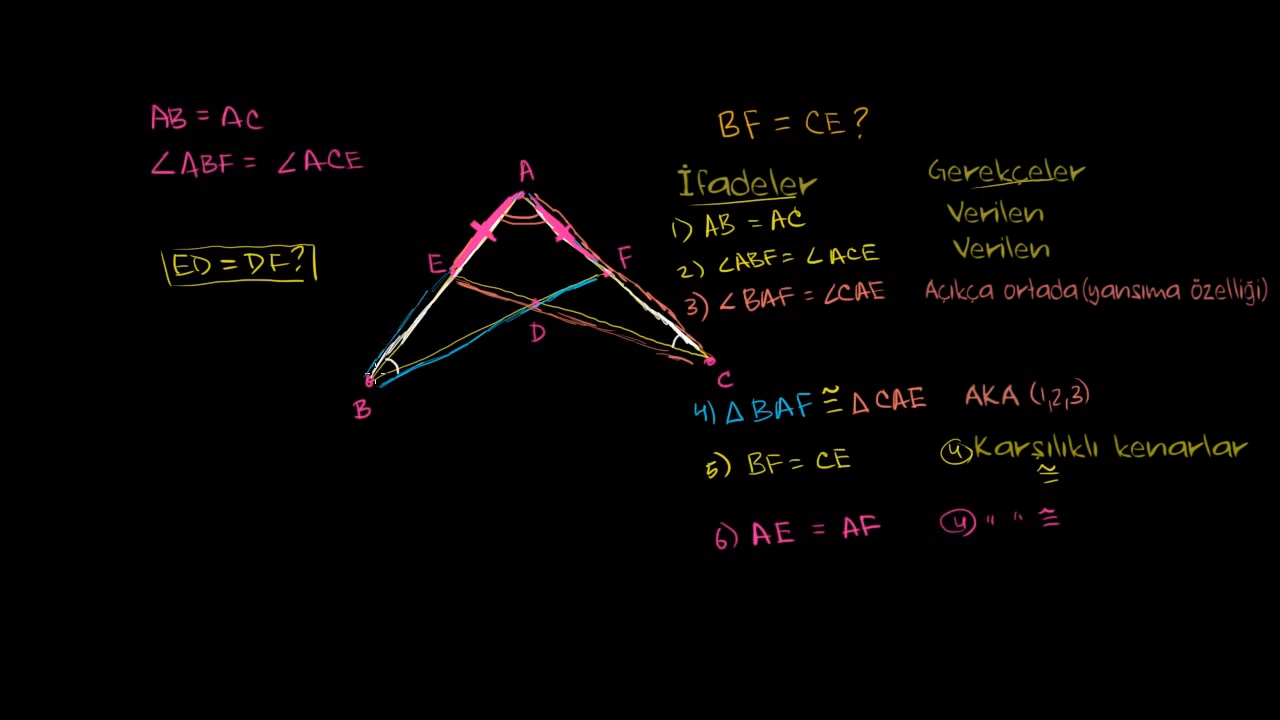 AB = AC
∠ABF = ∠ACE
ED = DF?
A
E
F
D
B
C
BF = CE?
İfadeler Gerekçeler
1) AB = AC Verilen
2) ∠ABF = ∠ACE Verilen
3) ∠BAF = ∠CAE Açıkça ortada (yansıma özelliği)
4) △BAF ≅ △CAE AKA (1,2,3)
5) BF = CE ④ Karşılıklı kenarlar
≅
6) AE = AF ④ " " ≅